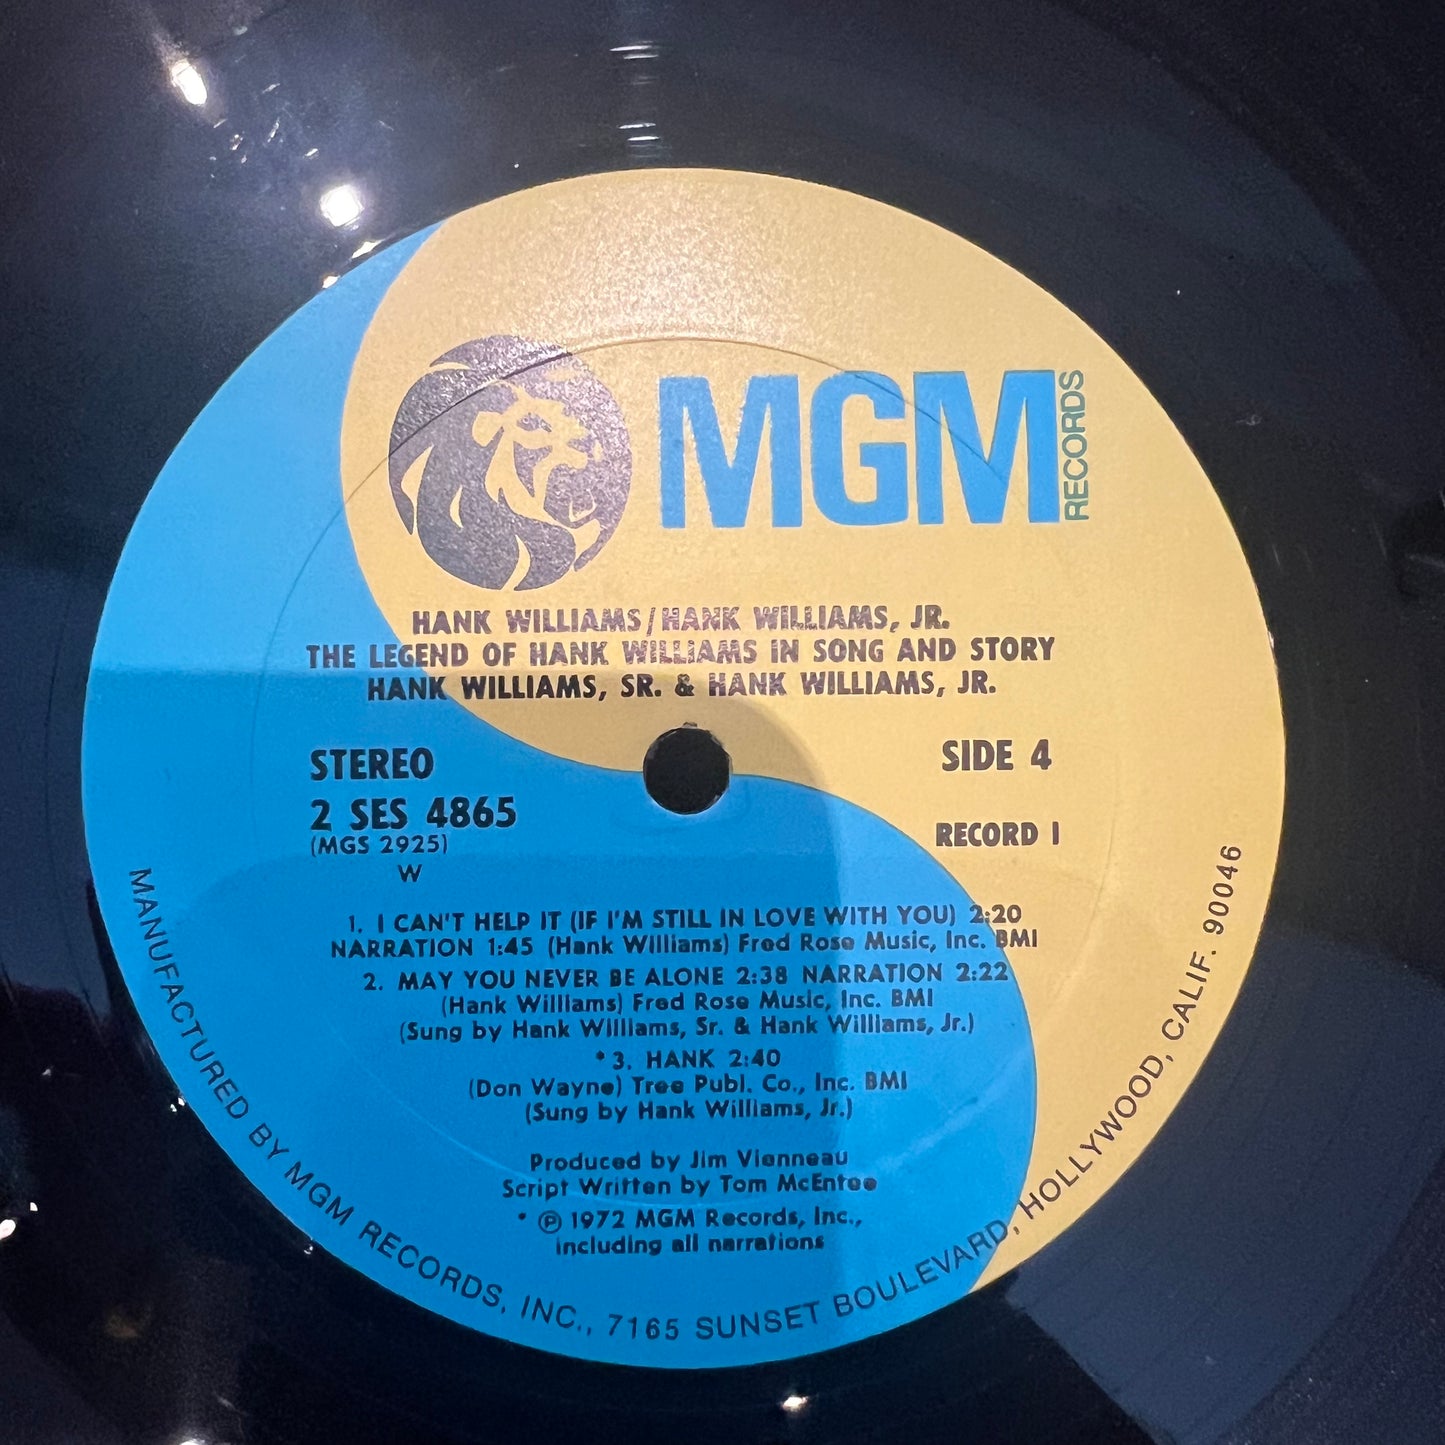 MGM RECORDS
HANK WILLIAMS/HANK WILLIAMS, JR.
THE LEGEND OF HANK WILLIAMS IN SONG AND STORY
HANK WILLIAMS, SR. & HANK WILLIAMS, JR.
STEREO
SIDE 4
2 SES 4865
(MGS 2925)
RECORD 1
W
1. I CAN'T HELP IT (IF I'M STILL IN LOVE WITH YOU) 2:20
NARRATION 1:45 (Hank Williams) Fred Rose Music, Inc. BMI
2. MAY YOU NEVER BE ALONE 2:38 NARRATION 2:22
(Hank Williams) Fred Rose Music, Inc. BMI
(Sung by Hank Williams, Sr. & Hank Williams, Jr.)
*3. HANK 2:40
(Don Wayne) Tree Publ. Co., Inc. BMI
(Sung by Hank Williams, Jr.)
Produced by Jim Vienneau
Script Written by Tom McEntee
* ℗ 1972 MGM Records, Inc.,
including all narrations
MANUFACTURED BY MGM RECORDS, INC., 7165 SUNSET BOULEVARD, HOLLYWOOD, CALIF. 90046